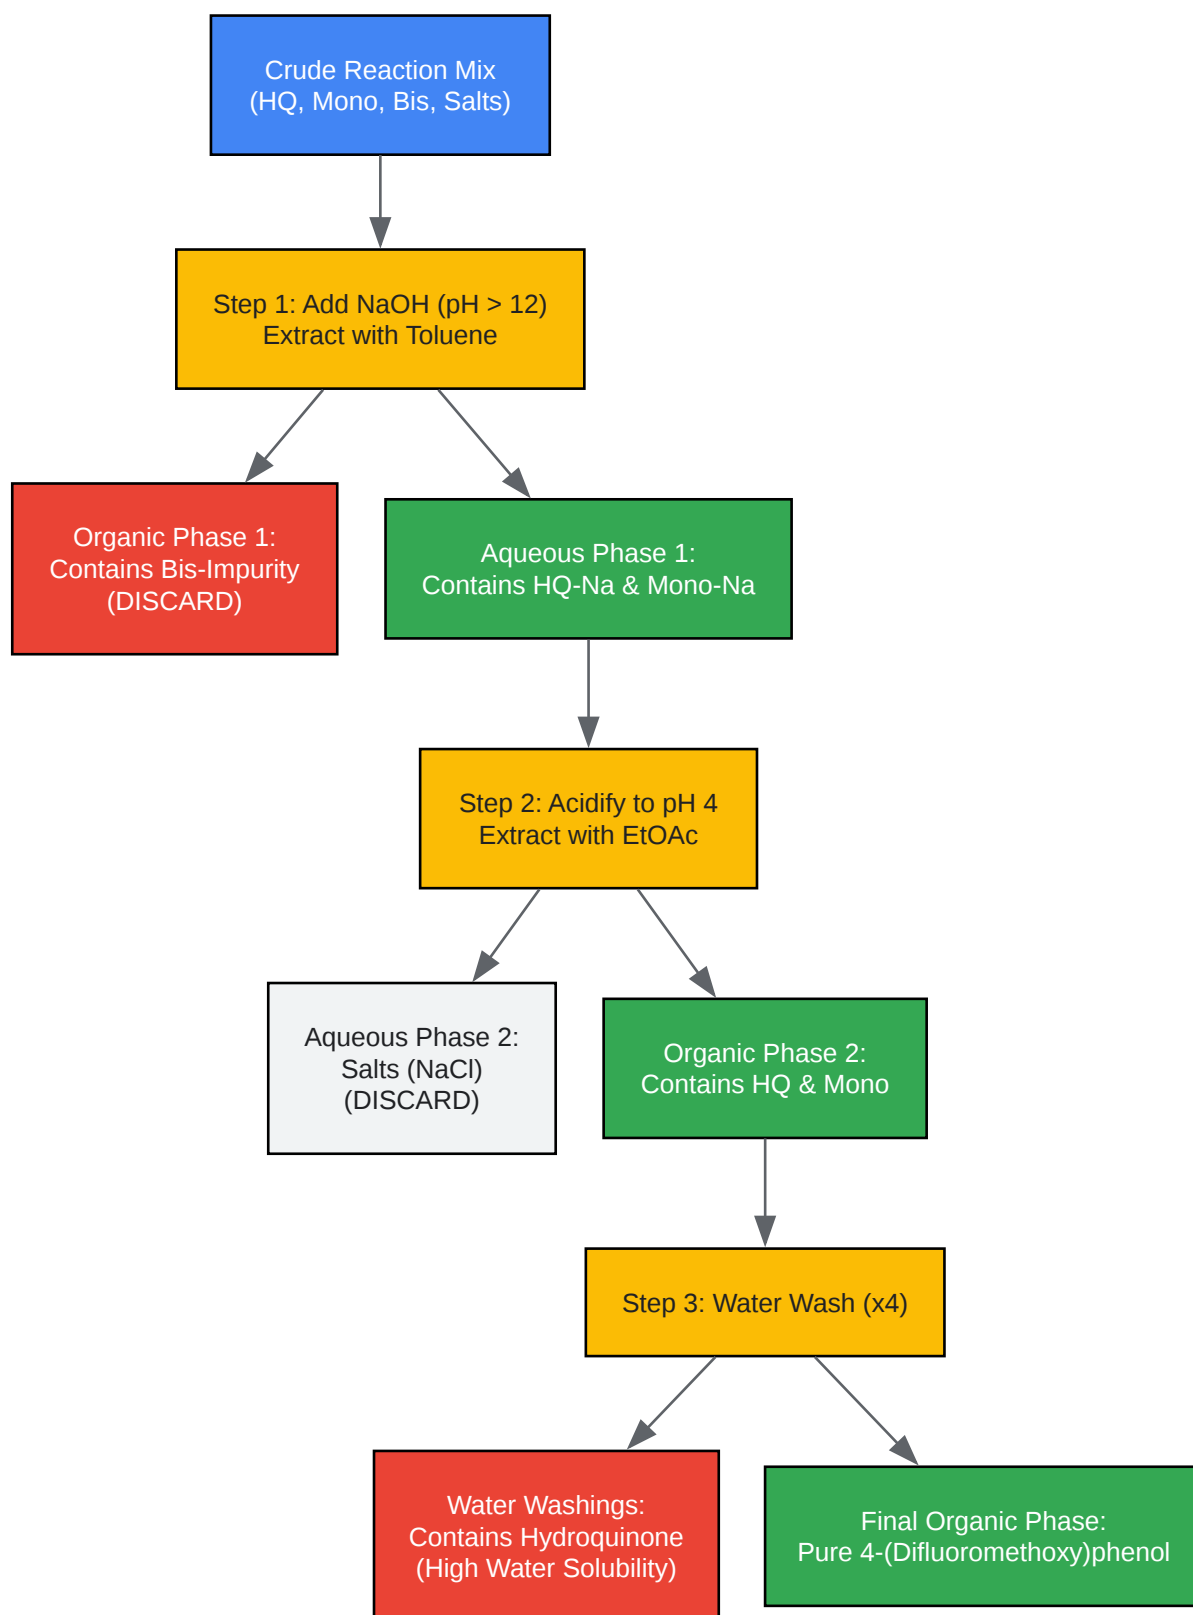 Crude Reaction Mix
(HQ, Mono, Bis, Salts)
Step 1: Add NaOH (pH > 12)
Extract with Toluene
Organic Phase 1:
Contains Bis-Impurity
(DISCARD)
Aqueous Phase 1:
Contains HQ-Na & Mono-Na
Step 2: Acidify to pH 4
Extract with EtOAc
Aqueous Phase 2:
Salts (NaCl)
(DISCARD)
Organic Phase 2:
Contains HQ & Mono
Step 3: Water Wash (x4)
Water Washings:
Contains Hydroquinone
(High Water Solubility)
Final Organic Phase:
Pure 4-(Difluoromethoxy)phenol